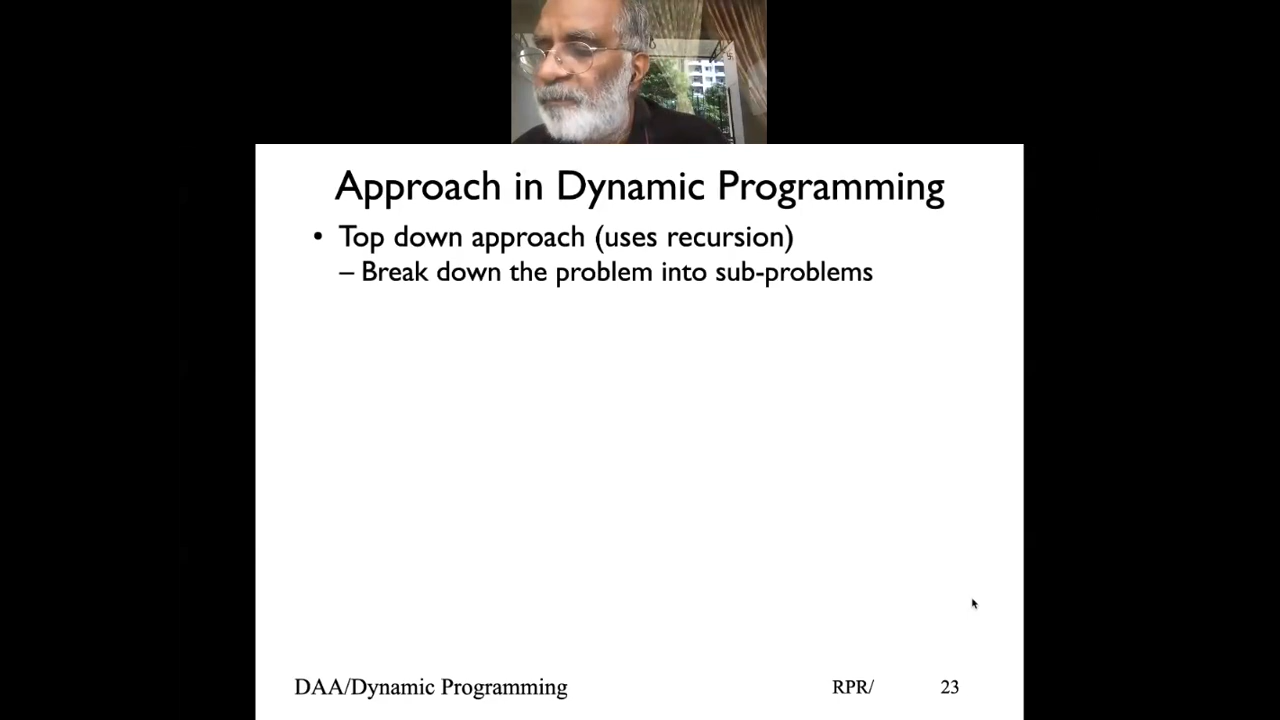 Approach in Dynamic Programming
• Top down approach (uses recursion)
– Break down the problem into sub-problems
DAA/Dynamic Programming RPR/ 23